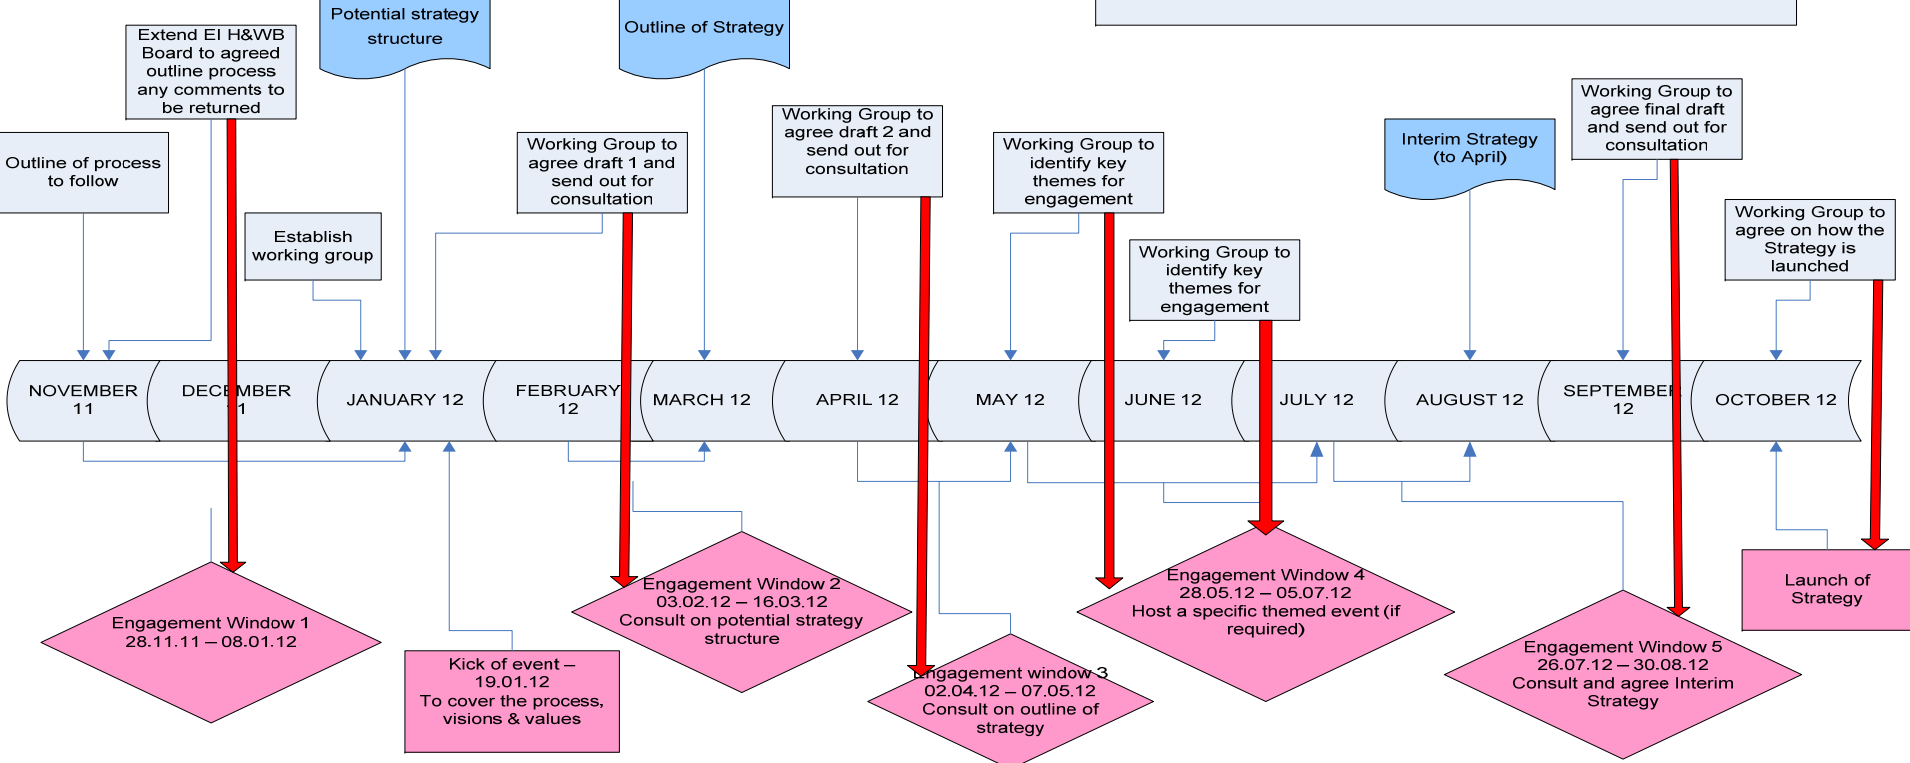 Potential strategy
structure
Outline of Strategy
Extend EI H&WB
Board to agreed
outline process
any comments to
be returned
Outline of process
to follow
Establish
working group
Working Group to
agree draft 1 and
send out for
consultation
Working Group to
agree draft 2 and
send out for
consultation
Working Group to
identify key
themes for
engagement
Working Group to
identify key
themes for
engagement
Interim Strategy
(to April)
Working Group to
agree final draft
and send out for
consultation
Working Group to
agree on how the
Strategy is
launched
NOVEMBER
11
DECEMBER
11
JANUARY 12
FEBRUARY
12
MARCH 12
APRIL 12
MAY 12
JUNE 12
JULY 12
AUGUST 12
SEPTEMBER
12
OCTOBER 12
Engagement Window 1
28.11.11 – 08.01.12
Kick of event –
19.01.12
To cover the process,
visions & values
Engagement Window 2
03.02.12 – 16.03.12
Consult on potential strategy
structure
Engagement window 3
02.04.12 – 07.05.12
Consult on outline of
strategy
Engagement Window 4
28.05.12 – 05.07.12
Host a specific themed event (if
required)
Engagement Window 5
26.07.12 – 30.08.12
Consult and agree Interim
Strategy
Launch of
Strategy